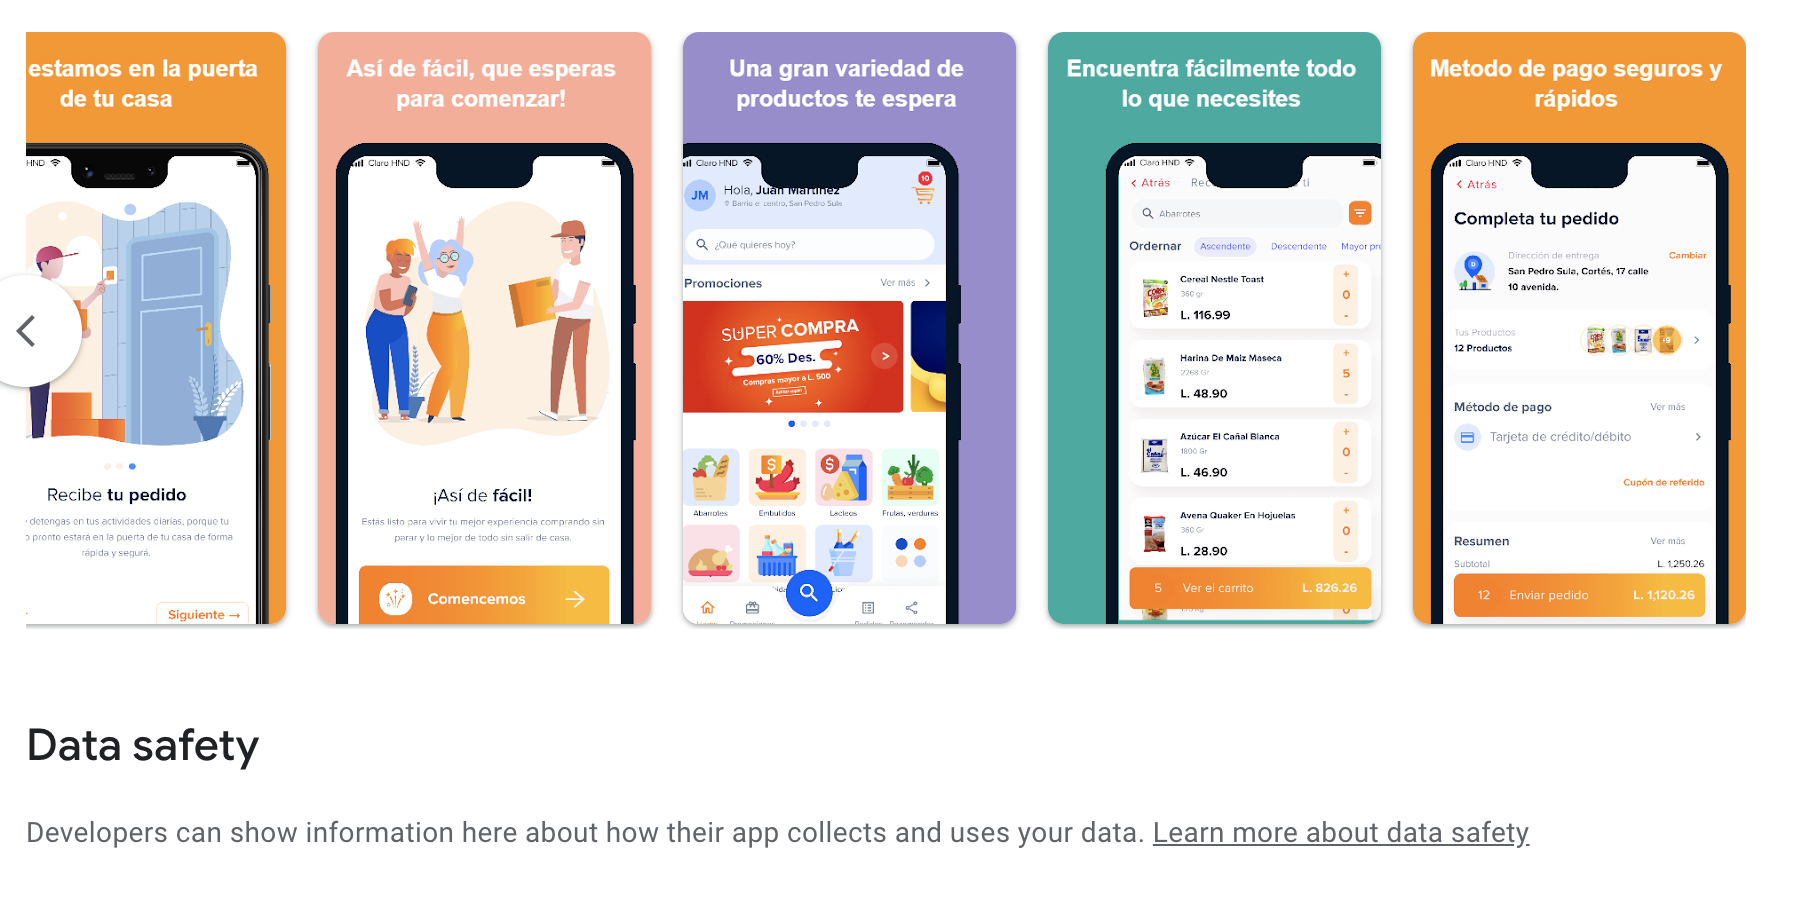 estamos en la puerta
de tu casa
HND
Recibe tu pedido
detengas en tus actividades diarias, porque tu
pronto estará en la puerta de tu casa de forma
rápida y segura.
Siguiente →
Así de fácil, que esperas
para comenzar!
Claro HND
¡Así de fácil!
Estás listo para vivir tu mejor experiencia comprando sin
parar y lo mejor de todo sin salir de casa.
Comencemos
Una gran variedad de
productos te espera
Claro HND
JM
Hola, Juan Martinez
Barrio el centro, San Pedro Sula
10
¿Qué quieres hoy?
Promociones
Ver más
SUPER COMPRA
60% Des.
Compras mayor a L. 500
Abarrotes
Embutidos
Lacteos
Frutas, verduras
Encuentra fácilmente todo
lo que necesites
Claro HND
Atrás
ti
Abarrotes
Ordernar
Ascendente
Descendente
Mayor pre
Cereal Nestle Toast
360 gr
L. 116.99
+
0
-
Harina De Maiz Maseca
2268 Gr
L. 48.90
+
5
-
Azúcar El Cañal Blanca
1800 Gr
L. 46.90
+
0
-
Avena Quaker En Hojuelas
360 Gr
L. 28.90
+
0
-
5 Ver el carrito L. 826.26
Metodo de pago seguros y
rápidos
Claro HND
Atrás
Completa tu pedido
Dirección de entrega
Cambiar
San Pedro Sula, Cortés, 17 calle
10 avenida.
Tus Productos
12 Productos
+9
Método de pago
Ver más
Tarjeta de crédito/débito
Cupón de referido
Resumen
Ver más
Subtotal
L. 1,250.26
12 Enviar pedido L. 1,120.26
Data safety
Developers can show information here about how their app collects and uses your data. Learn more about data safety